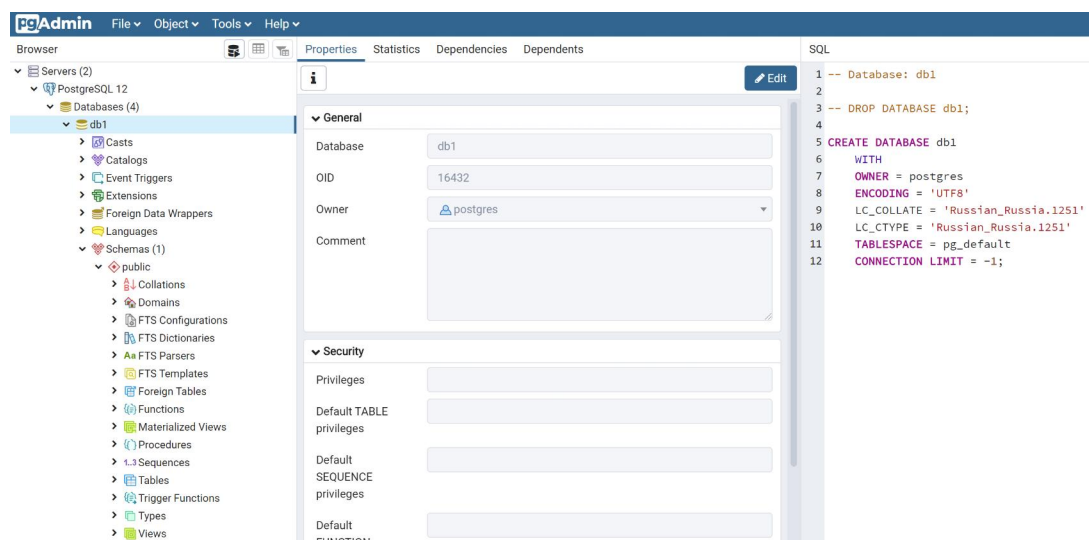 pgAdmin File Object Tools Help
Browser
Servers (2)
PostgreSQL 12
Databases (4)
db1
Casts
Catalogs
Event Triggers
Extensions
Foreign Data Wrappers
Languages
Schemas (1)
public
Collations
Domains
FTS Configurations
FTS Dictionaries
Aa FTS Parsers
FTS Templates
Foreign Tables
Functions
Materialized Views
Procedures
1..3 Sequences
Tables
Trigger Functions
Types
Views
Properties Statistics Dependencies Dependents
i Edit
General
Database db1
OID 16432
Owner postgres
Comment
Security
Privileges
Default TABLE
privileges
Default
SEQUENCE
privileges
Default
FUNCTION
SQL
1 -- Database: db1
2
3 -- DROP DATABASE db1;
4
5 CREATE DATABASE db1
6 WITH
7 OWNER = postgres
8 ENCODING = 'UTF8'
9 LC_COLLATE = 'Russian_Russia.1251'
10 LC_CTYPE = 'Russian_Russia.1251'
11 TABLESPACE = pg_default
12 CONNECTION LIMIT = -1;